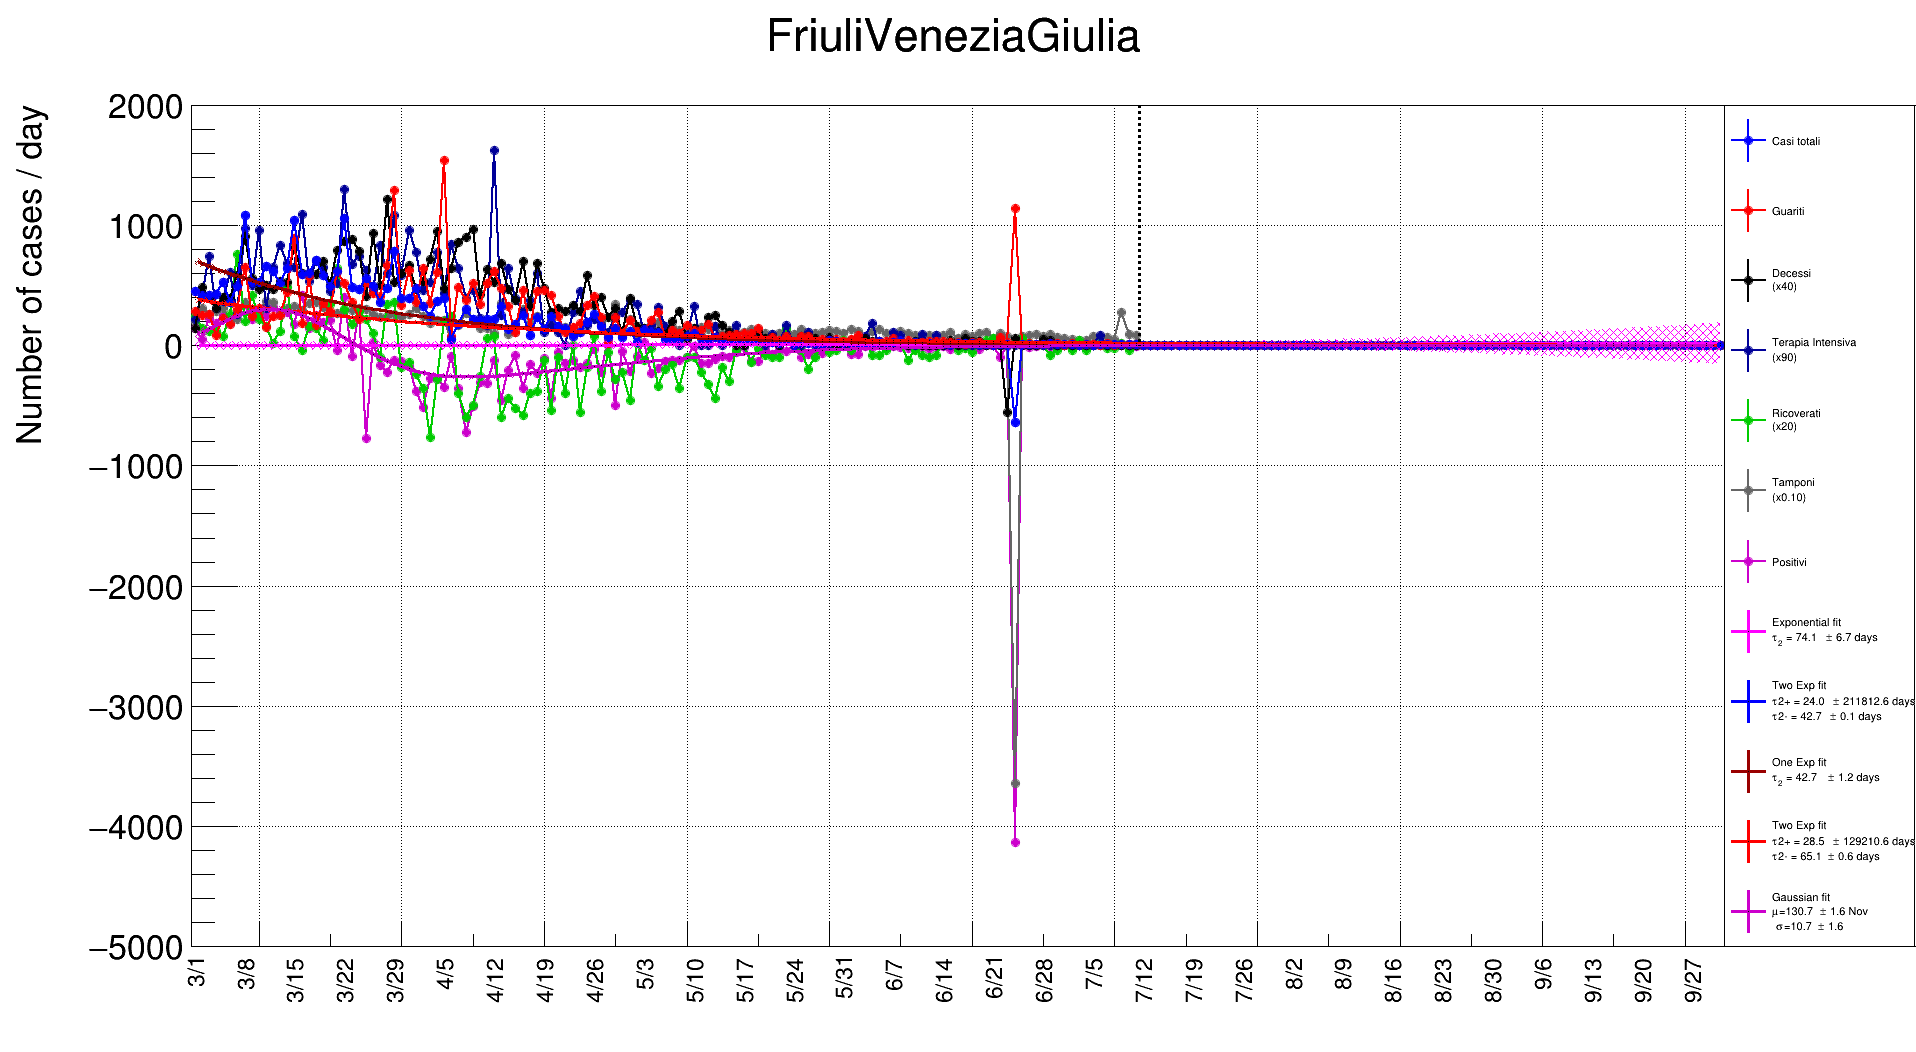 FriuliVeneziaGiulia
Number of cases / day
2000
1000
0
−1000
−2000
−3000
−4000
−5000
3/1
3/8
3/15
3/22
3/29
4/5
4/12
4/19
4/26
5/3
5/10
5/17
5/24
5/31
6/7
6/14
6/21
6/28
7/5
7/12
7/19
7/26
8/2
8/9
8/16
8/23
8/30
9/6
9/13
9/20
9/27
Casi totali
Guariti
Decessi
(x40)
Terapia Intensiva
(x90)
Ricoverati
(x20)
Tamponi
(x0.10)
Positivi
Exponential fit
τ2 = 74.1 ± 6.7 days
Two Exp fit
τ2+ = 24.0 ± 211812.6 days
τ2- = 42.7 ± 0.1 days
One Exp fit
τ2 = 42.7 ± 1.2 days
Two Exp fit
τ2+ = 28.5 ± 129210.6 days
τ2- = 65.1 ± 0.6 days
Gaussian fit
μ=130.7 ± 1.6 Nov
σ=10.7 ± 1.6